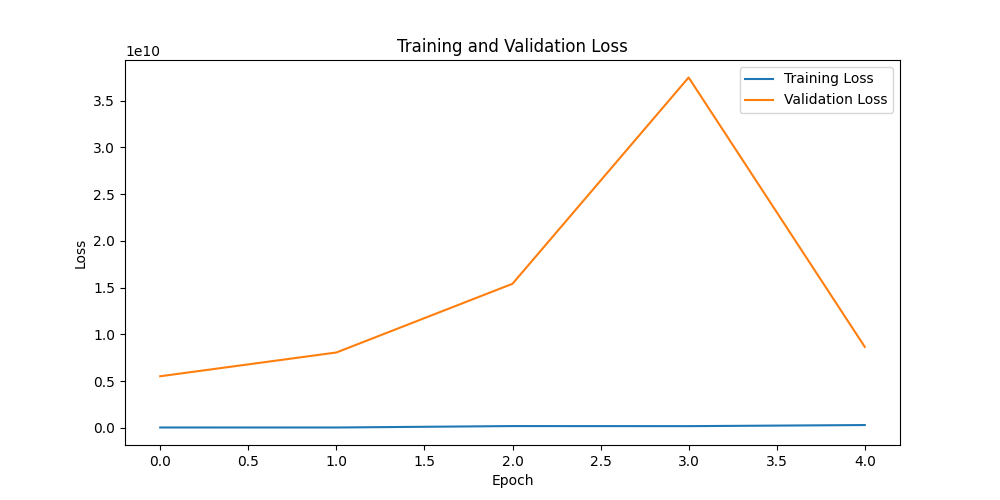 Training and Validation Loss
1e10
Training Loss
Validation Loss
3.5
3.0
2.5
2.0
1.5
1.0
0.5
0.0
Loss
0.0 0.5 1.0 1.5 2.0 2.5 3.0 3.5 4.0
Epoch